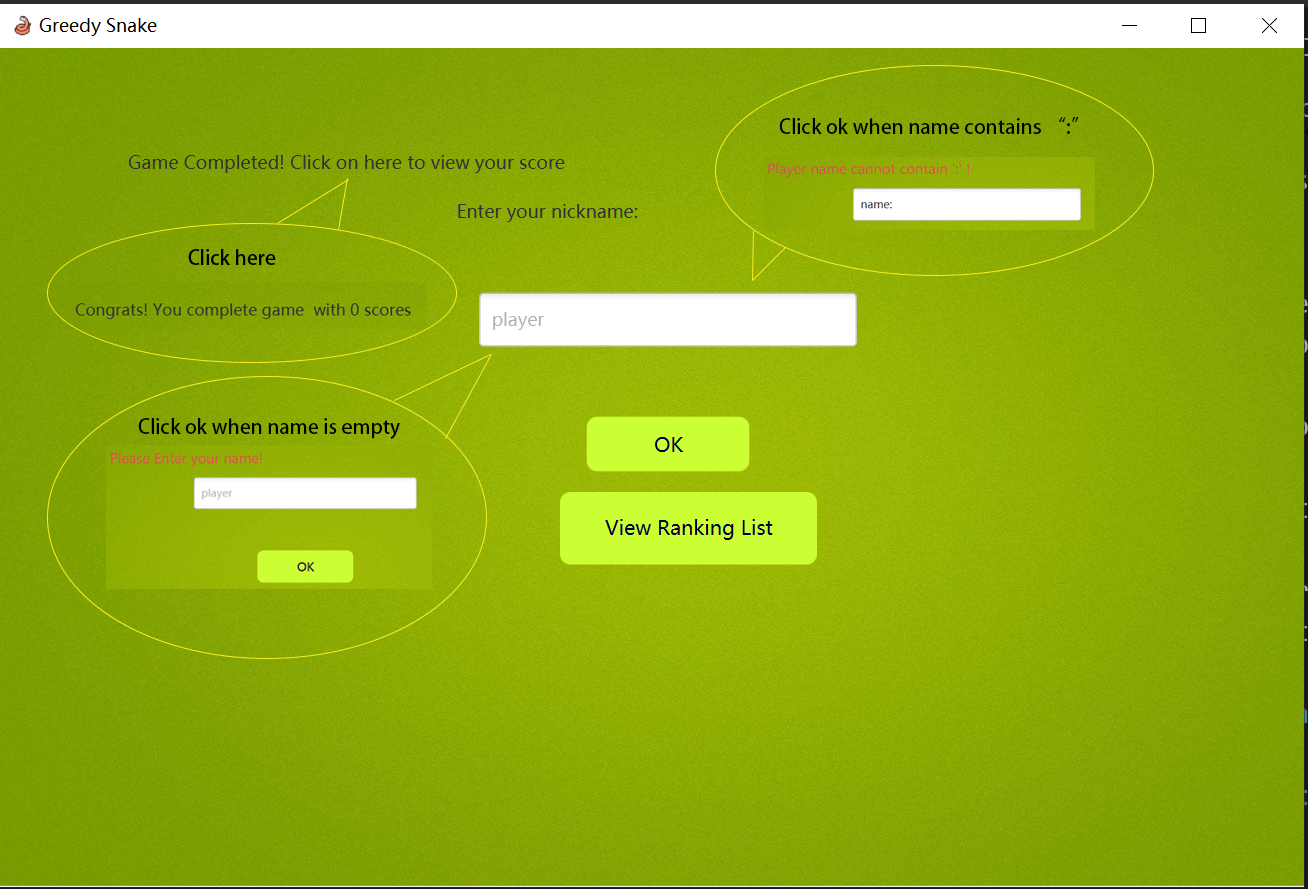 Greedy Snake
Click ok when name contains “:”
Player name cannot contain ':' !
name:
Game Completed! Click on here to view your score
Enter your nickname:
Click here
Congrats! You complete game  with 0 scores
player
Click ok when name is empty
Please Enter your name!
player
OK
OK
View Ranking List